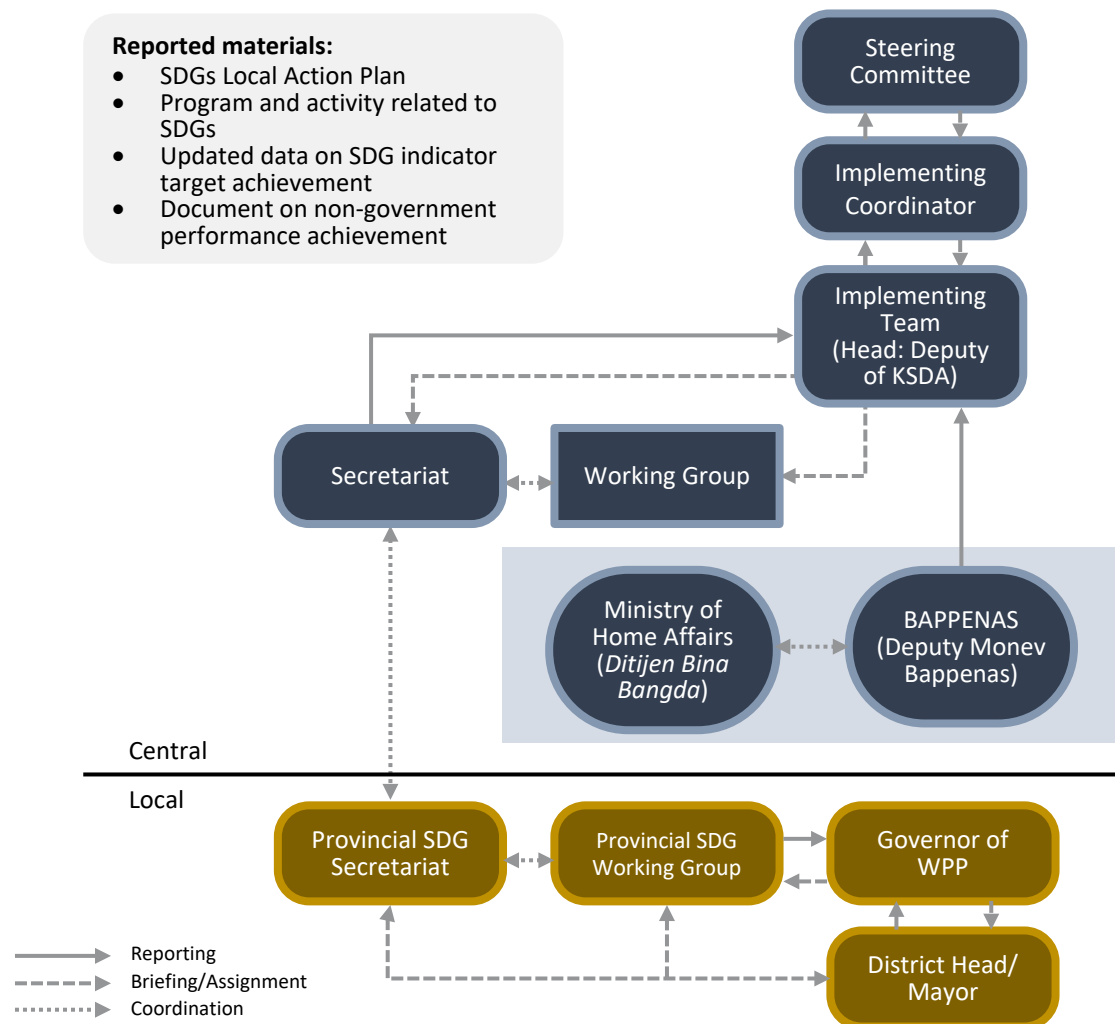 Reported materials:
• SDGs Local Action Plan
• Program and activity related to
SDGs
• Updated data on SDG indicator
target achievement
• Document on non-government
performance achievement
Steering
Committee
Implementing
Coordinator
Implementing
Team
(Head: Deputy
of KSDA)
Secretariat
Working Group
Ministry of
Home Affairs
(Ditijen Bina
Bangda)
BAPPENAS
(Deputy Monev
Bappenas)
Central
Local
Provincial SDG
Secretariat
Provincial SDG
Working Group
Governor of
WPP
District Head/
Mayor
Reporting
Briefing/Assignment
Coordination